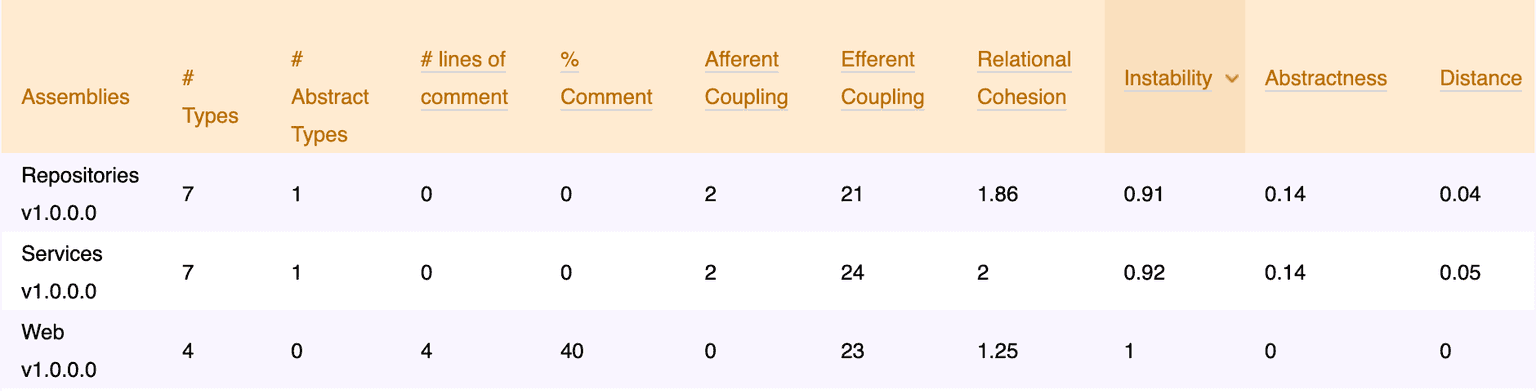 Assemblies # Types # Abstract Types # lines of comment % Comment Afferent Coupling Efferent Coupling Relational Cohesion Instability Abstractness Distance
Repositories v1.0.0.0 7 1 0 0 2 21 1.86 0.91 0.14 0.04
Services v1.0.0.0 7 1 0 0 2 24 2 0.92 0.14 0.05
Web v1.0.0.0 4 0 4 40 0 23 1.25 1 0 0